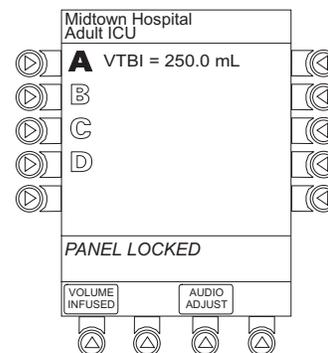 Midtown Hospital
Adult ICU
A VTBI = 250.0 mL
B
C
D
PANEL LOCKED
VOLUME
INFUSED
AUDIO
ADJUST